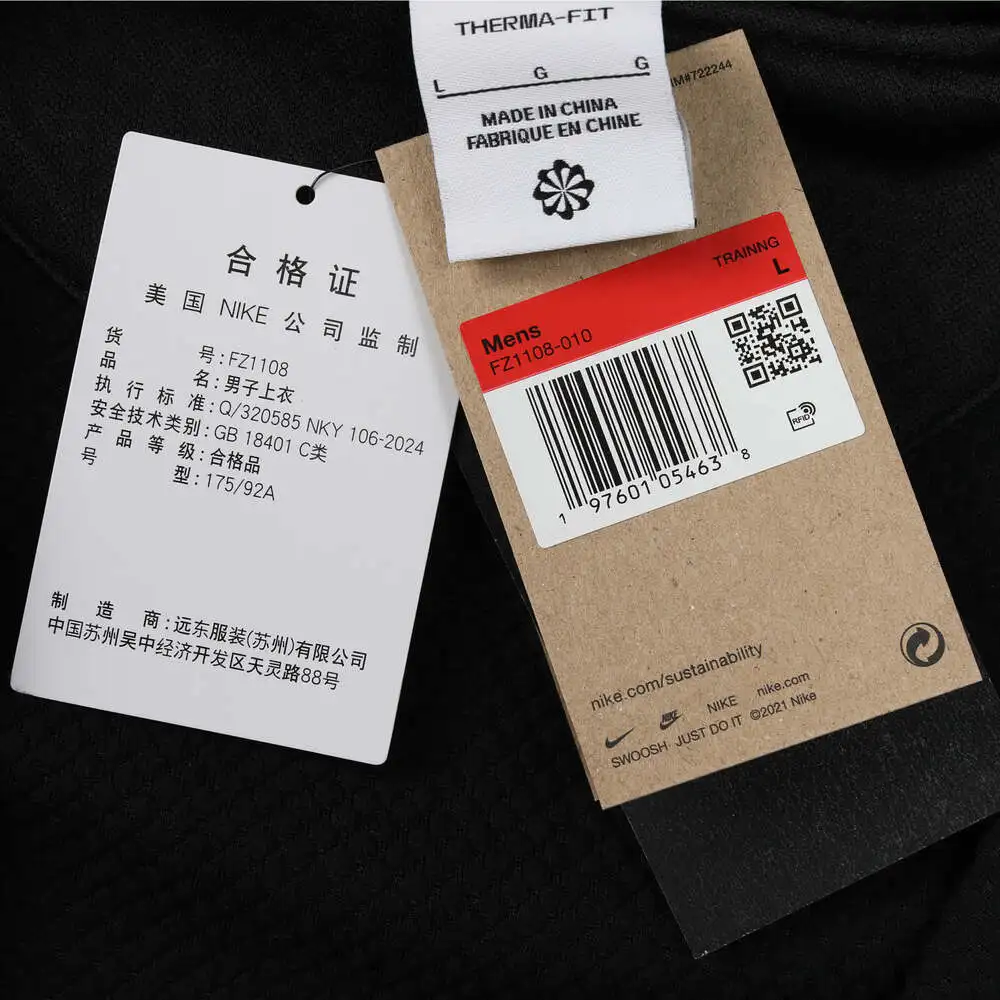 THERMA-FIT
L G G
MADE IN CHINA
FABRIQUE EN CHINE
IM#722244
合格证
美国 NIKE 公司监制
货 号:FZ1108
品 名:男子上衣
执行标准:Q/320585 NKY 106-2024
安全技术类别:GB 18401 C类
产品等级:合格品
号 型:175/92A
制造商:远东服装(苏州)有限公司
中国苏州吴中经济开发区天灵路88号
TRAINNG
L
Mens
FZ1108-010
RFID
1 97601 05463 8
nike.com/sustainability
NIKE NIKE nike.com
SWOOSH JUST DO IT ©2021 Nike